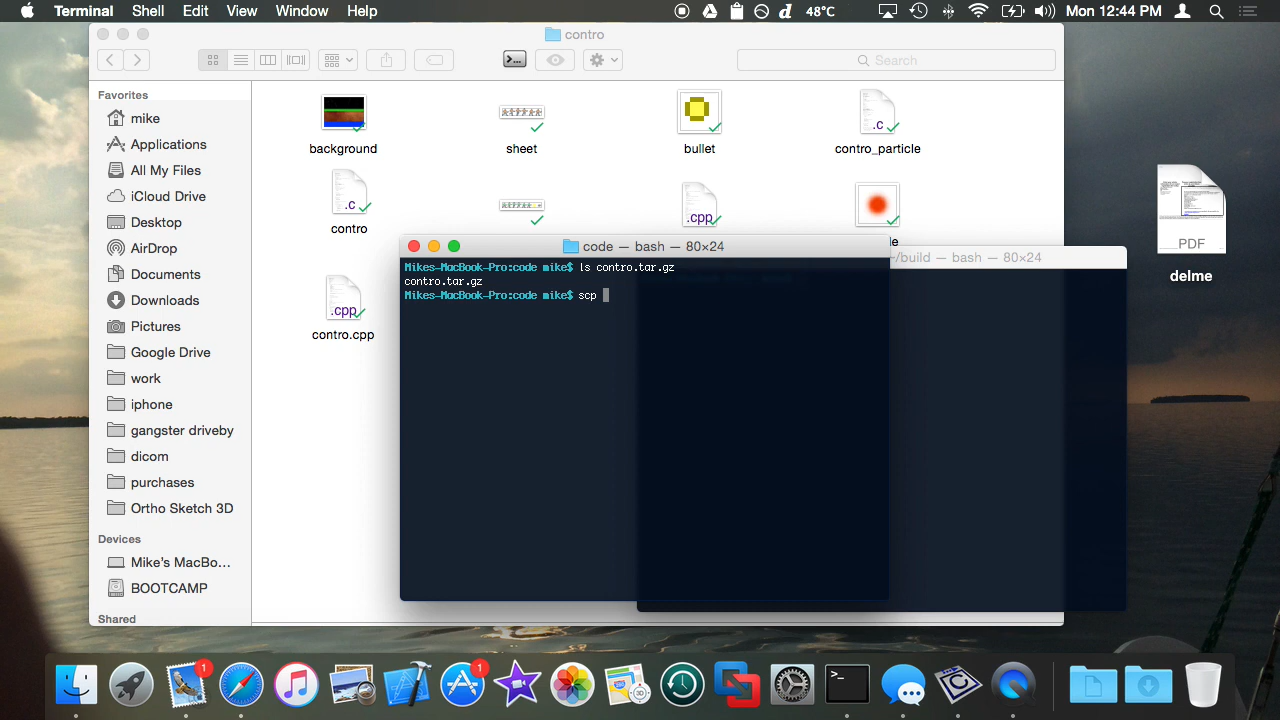 Terminal Shell Edit View Window Help 48°C Mon 12:44 PM
contro
Search
Favorites
mike
Applications
All My Files
iCloud Drive
Desktop
AirDrop
Documents
Downloads
Pictures
Google Drive
work
iphone
gangster driveby
dicom
purchases
Ortho Sketch 3D
Devices
Mike's MacBo...
BOOTCAMP
Shared
background
sheet
bullet
.c
contro_particle
.c
contro
.cpp
.cpp
contro.cpp
code — bash — 80×24
Mikes-MacBook-Pro:code mike$ ls contro.tar.gz
contro.tar.gz
Mikes-MacBook-Pro:code mike$ scp
/build — bash — 80×24
PDF
delme
1
1